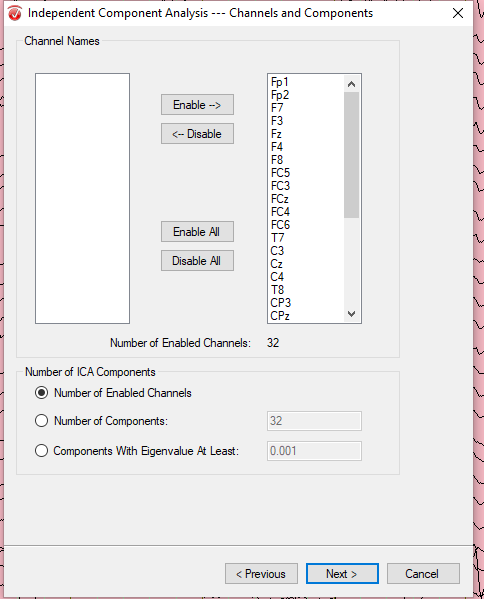 Independent Component Analysis --- Channels and Components
Channel Names
Enable -->
<-- Disable
Enable All
Disable All
Fp1
Fp2
F7
F3
Fz
F4
F8
FC5
FC3
FCz
FC4
FC6
T7
C3
Cz
C4
T8
CP3
CPz
Number of Enabled Channels: 32
Number of ICA Components
Number of Enabled Channels
Number of Components: 32
Components With Eigenvalue At Least: 0.001
< Previous Next > Cancel